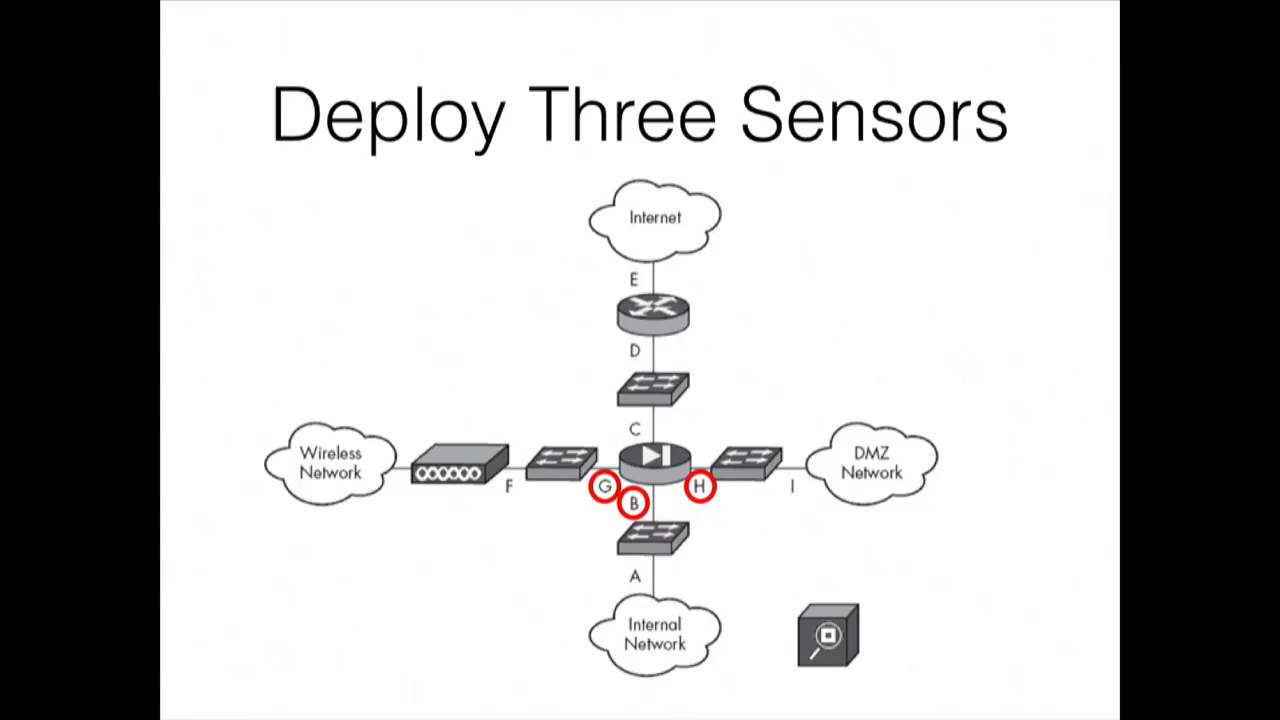 Deploy Three Sensors
Internet
E
D
C
Wireless
Network
F
G
B
H
I
DMZ
Network
A
Internal
Network